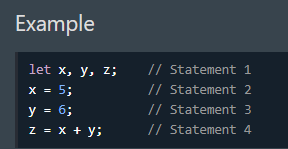 Example
let x, y, z;    // Statement 1
x = 5;          // Statement 2
y = 6;          // Statement 3
z = x + y;      // Statement 4